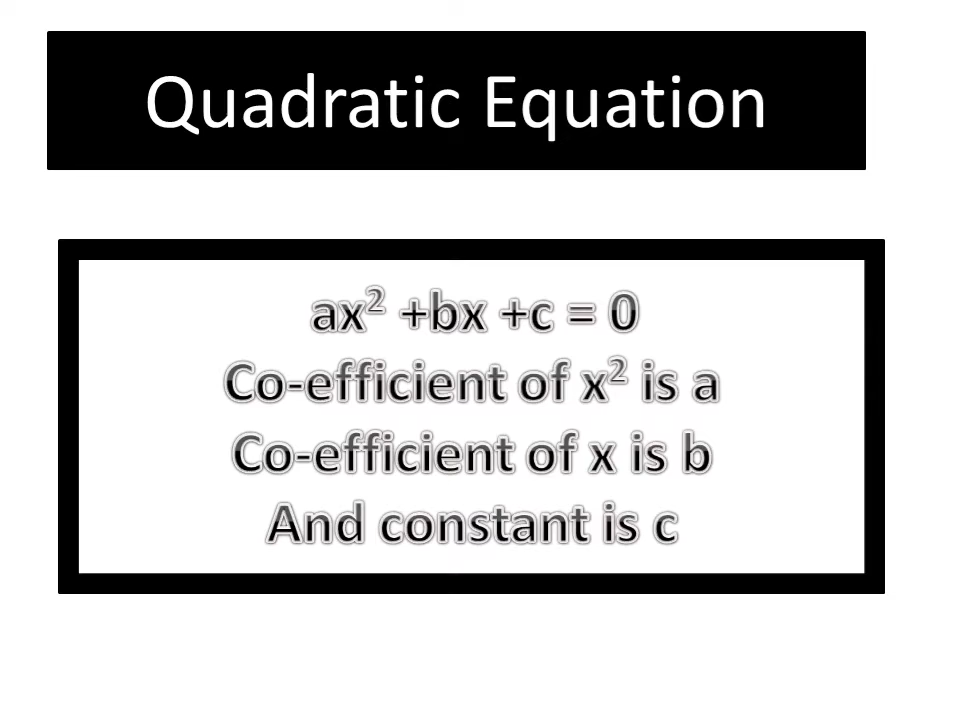 Quadratic Equation
ax² +bx +c = 0
Co-efficient of x² is a
Co-efficient of x is b
And constant is c